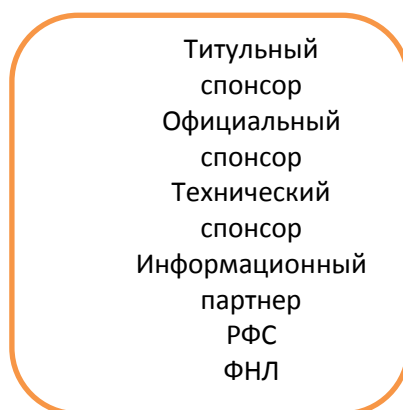 Титульный
спонсор
Официальный
спонсор
Технический
спонсор
Информационный
партнер
РФС
ФНЛ